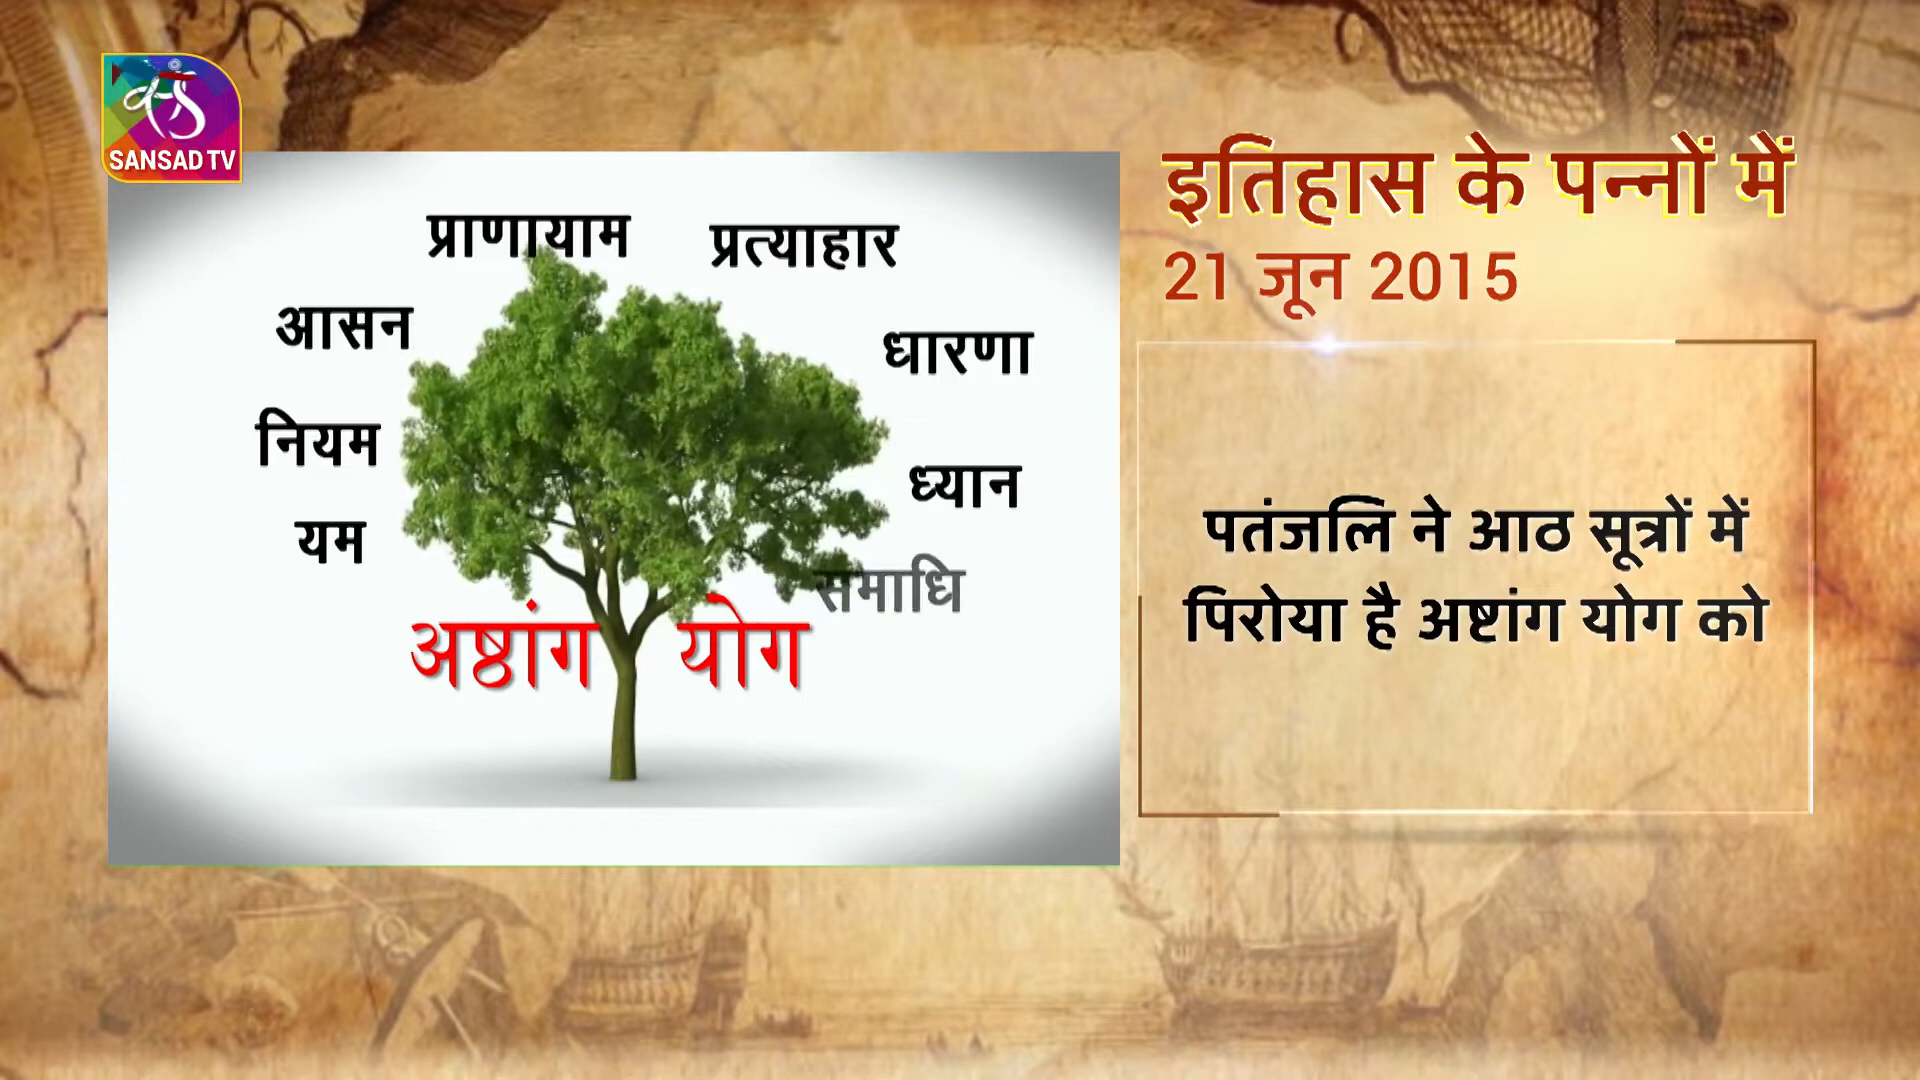 SANSAD TV
इतिहास के पन्नों में
21 जून 2015
प्राणायाम
प्रत्याहार
आसन
धारणा
नियम
ध्यान
यम
समाधि
अष्ठांग योग
पतंजलि ने आठ सूत्रों में
पिरोया है अष्टांग योग को